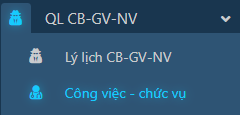 QL CB-GV-NV
Lý lịch CB-GV-NV
Công việc - chức vụ